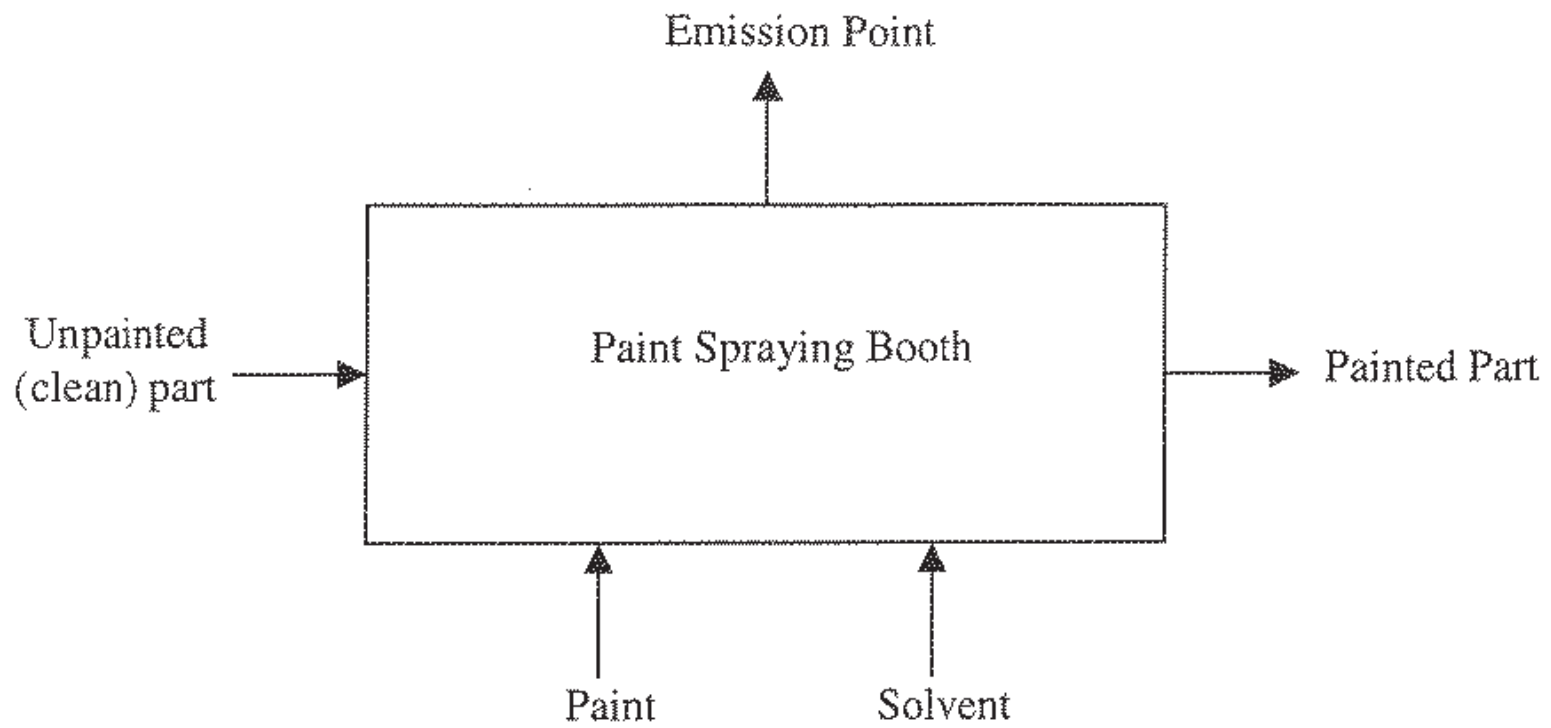 Emission Point
Unpainted
(clean) part
Paint Spraying Booth
Painted Part
Paint
Solvent